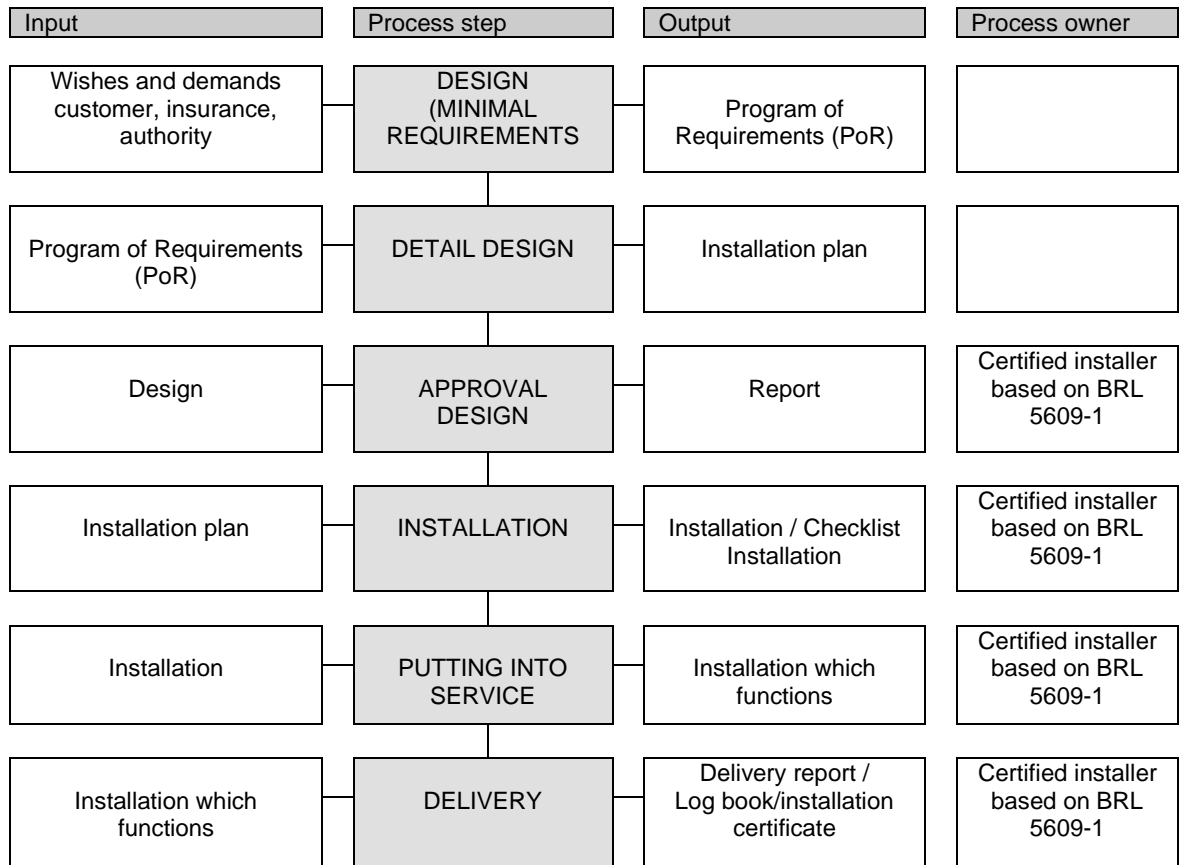 Input
Process step
Output
Process owner
Wishes and demands
customer, insurance,
authority
DESIGN
(MINIMAL
REQUIREMENTS
Program of
Requirements (PoR)
Program of Requirements
(PoR)
DETAIL DESIGN
Installation plan
Design
APPROVAL
DESIGN
Report
Certified installer
based on BRL
5609-1
Installation plan
INSTALLATION
Installation / Checklist
Installation
Certified installer
based on BRL
5609-1
Installation
PUTTING INTO
SERVICE
Installation which
functions
Certified installer
based on BRL
5609-1
Installation which
functions
DELIVERY
Delivery report /
Log book/installation
certificate
Certified installer
based on BRL
5609-1